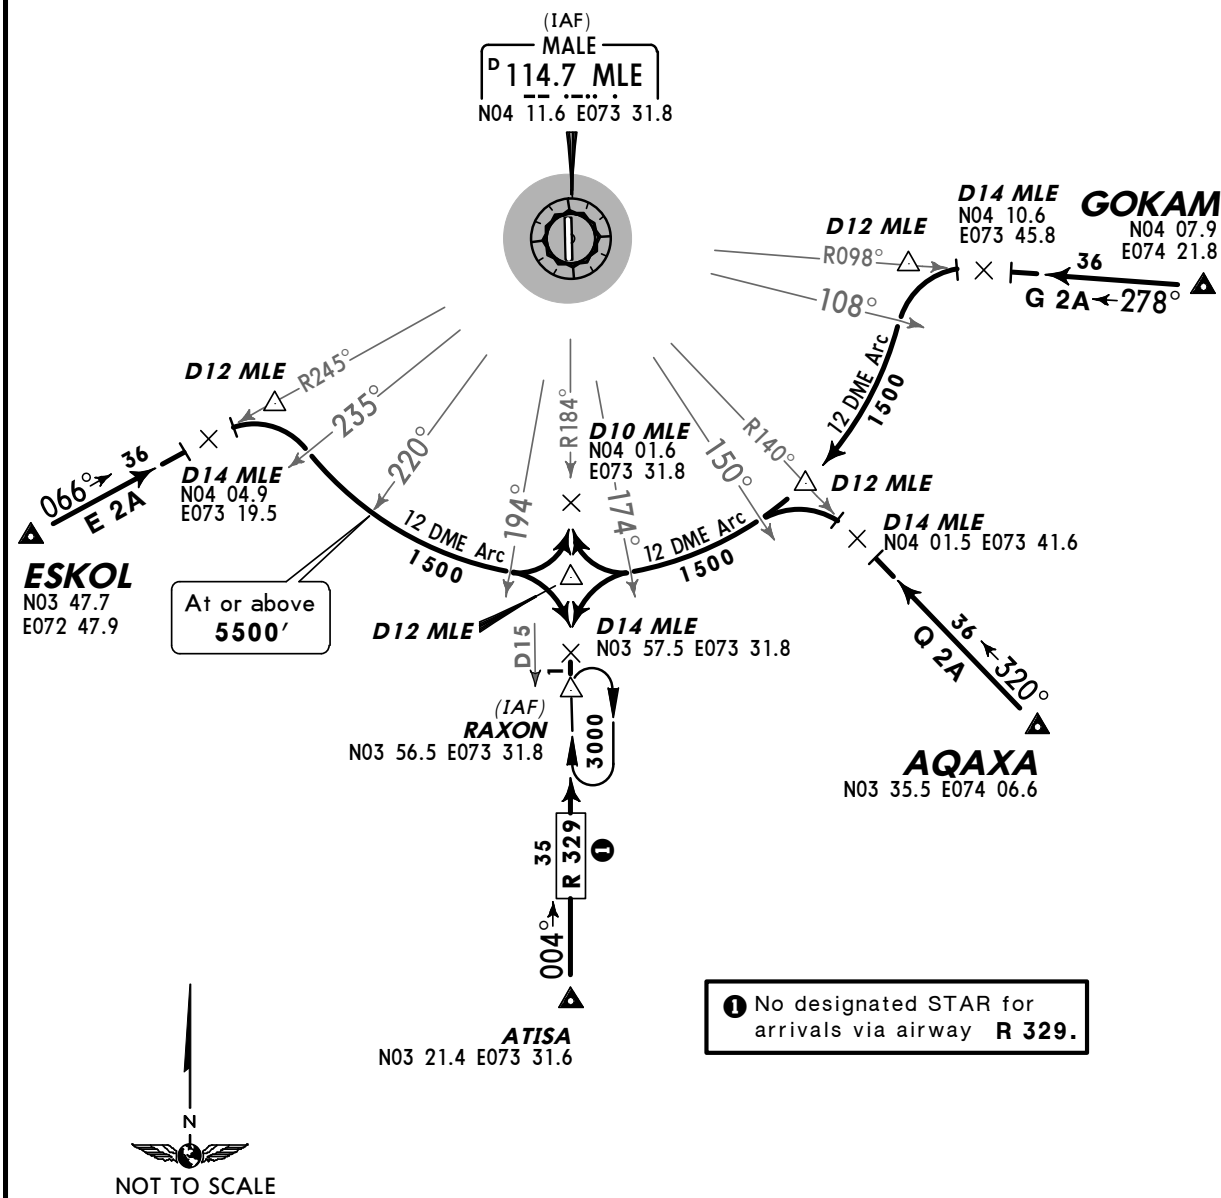 (IAF)
MALE
D 114.7 MLE
N04 11.6 E073 31.8
D14 MLE
N04 10.6
E073 45.8
GOKAM
N04 07.9
E074 21.8
D12 MLE
R098°
36
G 2A 278°
108°
12 DME Arc
1500
D12 MLE
R245°
235°
220°
066° 36
E 2A
D14 MLE
N04 04.9
E073 19.5
ESKOL
N03 47.7
E072 47.9
At or above
5500′
12 DME Arc
1500
194°
R184°
D10 MLE
N04 01.6
E073 31.8
174°
150°
R140°
D12 MLE
12 DME Arc
1500
D14 MLE
N04 01.5 E073 41.6
D12 MLE
D14 MLE
N03 57.5 E073 31.8
36 320°
Q 2A
AQAXA
N03 35.5 E074 06.6
D15
1
(IAF)
RAXON
N03 56.5 E073 31.8
3000
35
R 329
1
004°
ATISA
N03 21.4 E073 31.6
1 No designated STAR for
arrivals via airway R 329.
N
NOT TO SCALE